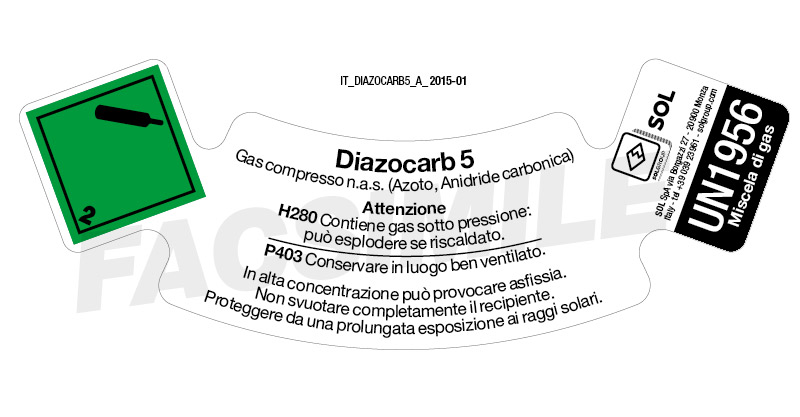 IT_DIAZOCARB5_A_2015-01
2
Diazocarb 5
Gas compresso n.a.s. (Azoto, Anidride carbonica)
Attenzione
H280 Contiene gas sotto pressione:
può esplodere se riscaldato.
P403 Conservare in luogo ben ventilato.
In alta concentrazione può provocare asfissia.
Non svuotare completamente il recipiente.
Proteggere da una prolungata esposizione ai raggi solari.
FACSIMILE
SOLGROUP
SOL
SOL SpA via Borgazzi 27 - 20900 Monza
Italy - tel +39 039 23961 - solgroup.com
UN1956
Miscela di gas